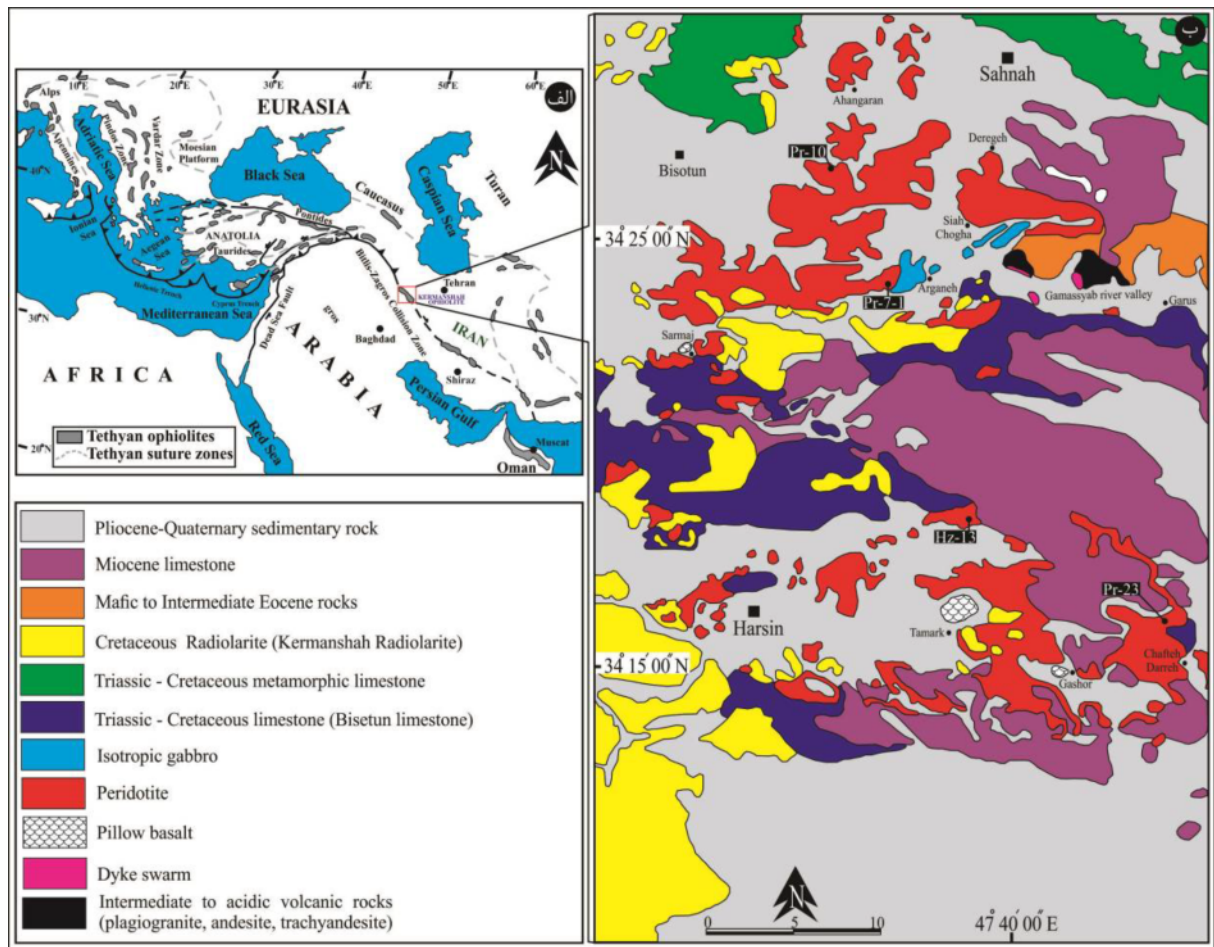 10°E
20°E
30°E
40°E
50°E
60°E
الف
Alps
EURASIA
Adriatic Sea
Pindos Zone
Vardar Zone
Moesian
Platform
Apennines
N
40°N
Black Sea
Caucasus
Caspian Sea
Turan
Ionian
Sea
Aegean
Sea
ANATOLIA
Taurides
Pontides
Hellenic Trench
Cyprus Trench
Bitlis-Zagros Collision Zone
Tehran
KERMANSHAH
OPHIOLITE
30°N
Mediterranean Sea
Dead Sea Fault
gros
Baghdad
IRAN
AFRICA
ARABIA
Shiraz
Persian Gulf
Red Sea
20°N
Muscat
Oman
Tethyan ophiolites
Tethyan suture zones
Pliocene-Quaternary sedimentary rock
Miocene limestone
Mafic to Intermediate Eocene rocks
Cretaceous Radiolarite (Kermanshah Radiolarite)
Triassic - Cretaceous metamorphic limestone
Triassic - Cretaceous limestone (Bisetun limestone)
Isotropic gabbro
Peridotite
Pillow basalt
Dyke swarm
Intermediate to acidic volcanic rocks
(plagiogranite, andesite, trachyandesite)
ب
Sahnah
Ahangaran
Pr-10
Deregeh
Bisotun
Siah
Chogha
34° 25′ 00″ N
Pr-7-1
Arganeh
Gamassyab river valley
Garus
Sarmaj
Hz-13
Pr-23
Harsin
Tamark
Chafteh
Darreh
34° 15′ 00″ N
Gashor
N
0 5 10
47° 40′ 00″ E